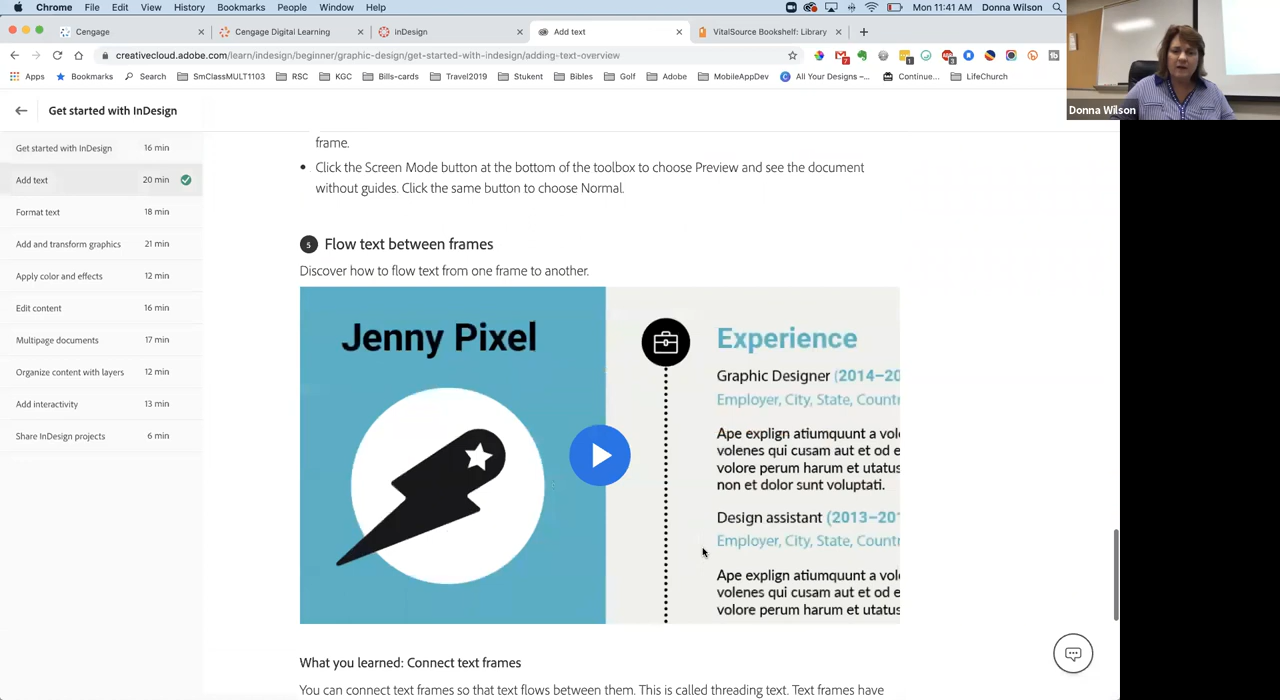 Chrome File Edit View History Bookmarks People Window Help Mon 11:41 AM Donna Wilson
Cengage Cengage Digital Learning inDesign Add text VitalSource Bookshelf: Library
creativecloud.adobe.com/learn/indesign/beginner/graphic-design/get-started-with-indesign/adding-text-overview
Apps Bookmarks Search SmClassMULT1103 RSC KGC Bills-cards Travel2019 Stukent Bibles Golf Adobe MobileAppDev All Your Designs –... Continue... LifeChurch
Donna Wilson
Get started with InDesign
Get started with InDesign 16 min
Add text 20 min
Format text 18 min
Add and transform graphics 21 min
Apply color and effects 12 min
Edit content 16 min
Multipage documents 17 min
Organize content with layers 12 min
Add interactivity 13 min
Share InDesign projects 6 min
frame.
• Click the Screen Mode button at the bottom of the toolbox to choose Preview and see the document
without guides. Click the same button to choose Normal.
5 Flow text between frames
Discover how to flow text from one frame to another.
Jenny Pixel
Experience
Graphic Designer (2014–20
Employer, City, State, Countr
Ape explign atiumquunt a vol
volenes qui cusam aut et od e
volore perum harum et utatus
non et dolor sunt voluptati.
Design assistant (2013–201
Employer, City, State, Countr
Ape explign atiumquunt a vol
volenes qui cusam aut et od e
volore perum harum et utatus
What you learned: Connect text frames
You can connect text frames so that text flows between them. This is called threading text. Text frames have